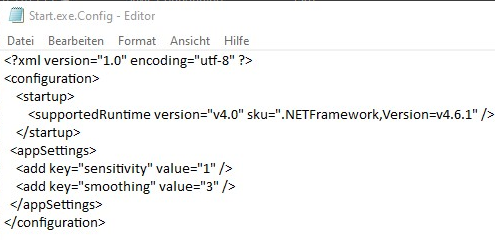 Start.exe.Config - Editor
Datei Bearbeiten Format Ansicht Hilfe
<?xml version="1.0" encoding="utf-8" ?>
<configuration>
<startup>
<supportedRuntime version="v4.0" sku=".NETFramework,Version=v4.6.1" />
</startup>
<appSettings>
<add key="sensitivity" value="1" />
<add key="smoothing" value="3" />
</appSettings>
</configuration>